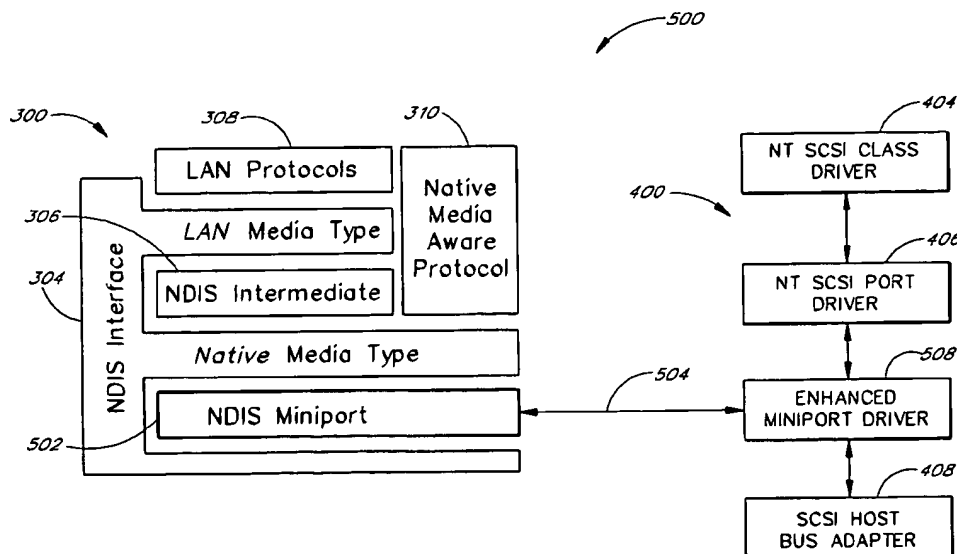 500
300
308
310
404
LAN Protocols
NT SCSI CLASS
DRIVER
Native
Media
Aware
Protocol
306
LAN Media Type
400
304
NDIS Interface
NDIS Intermediate
406
NT SCSI PORT
DRIVER
Native Media Type
508
504
NDIS Miniport
ENHANCED
MINIPORT DRIVER
502
408
SCSI HOST
BUS ADAPTER